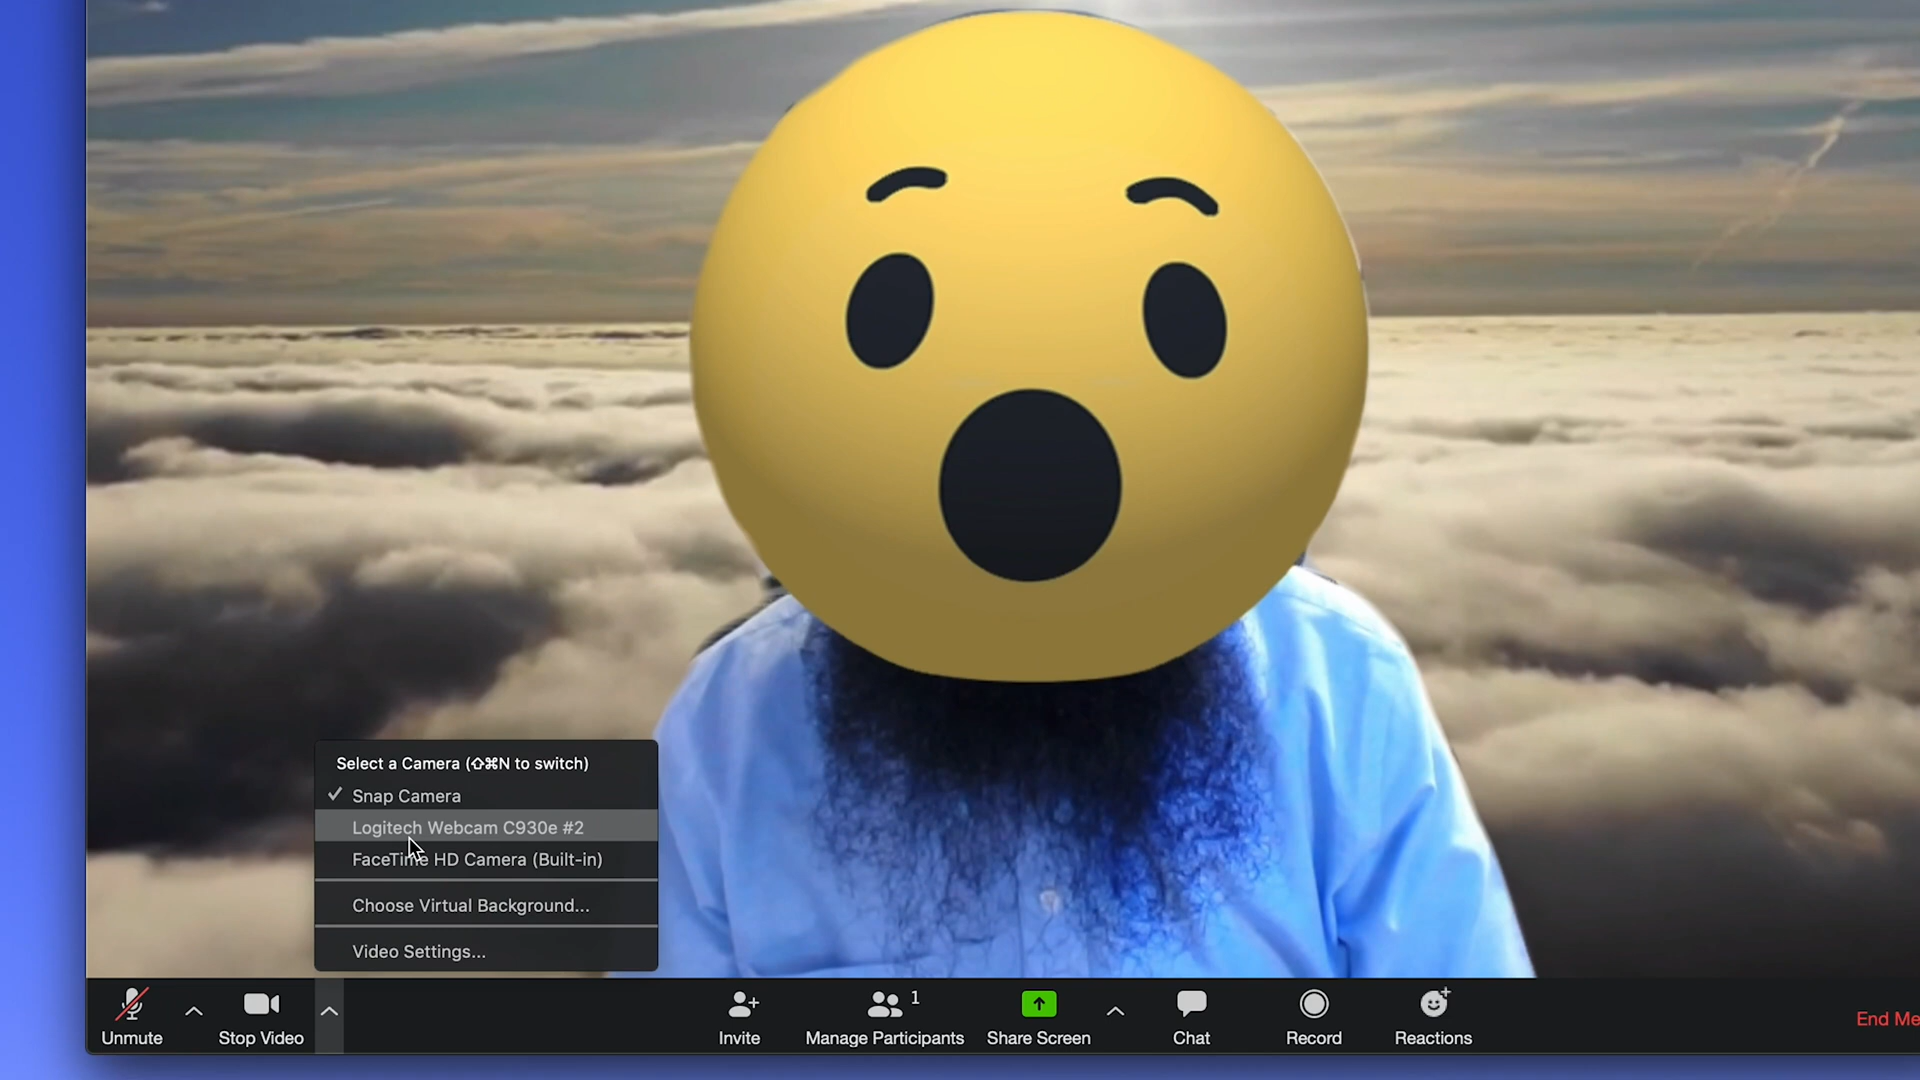 Select a Camera (⇧⌘N to switch)
✓ Snap Camera
Logitech Webcam C930e #2
FaceTime HD Camera (Built-in)
Choose Virtual Background...
Video Settings...
Unmute
Stop Video
Invite
1
Manage Participants
Share Screen
Chat
Record
Reactions
End Me